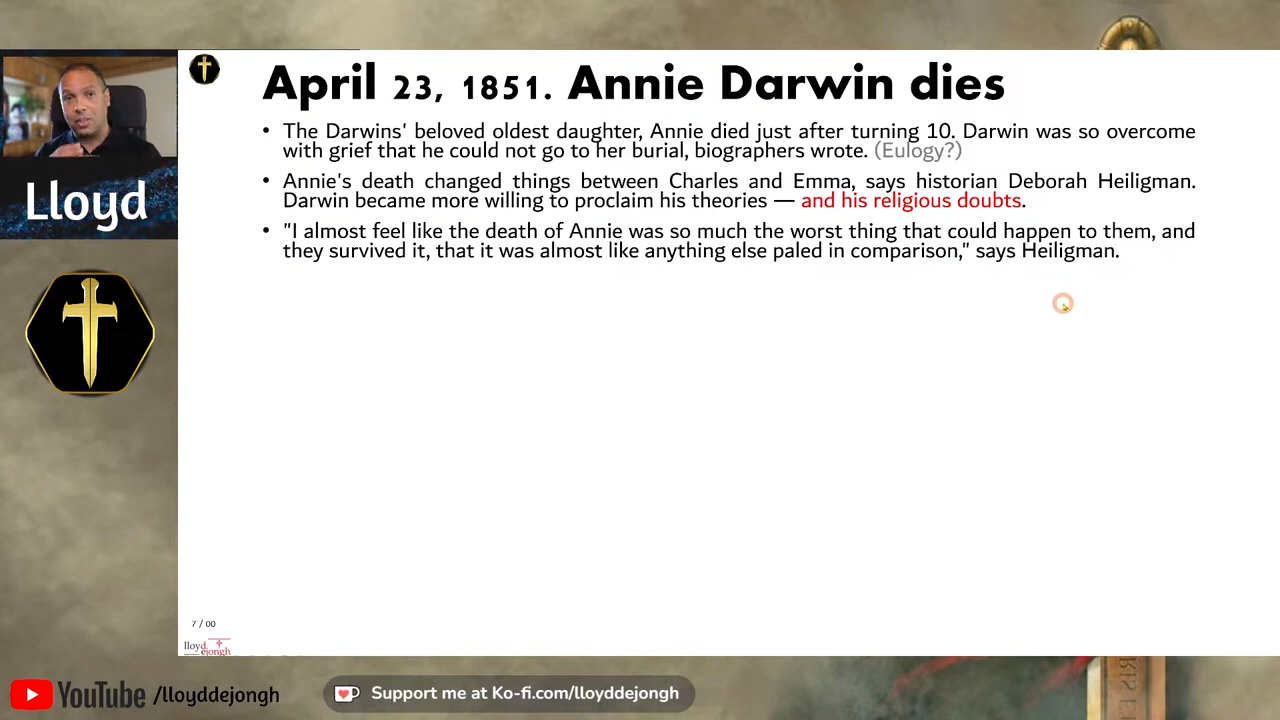 April 23, 1851. Annie Darwin dies
• The Darwins' beloved oldest daughter, Annie died just after turning 10. Darwin was so overcome
with grief that he could not go to her burial, biographers wrote. (Eulogy?)
• Annie's death changed things between Charles and Emma, says historian Deborah Heiligman.
Darwin became more willing to proclaim his theories — and his religious doubts.
• "I almost feel like the death of Annie was so much the worst thing that could happen to them, and
they survived it, that it was almost like anything else paled in comparison," says Heiligman.
Lloyd
7 / 00
lloyd
ejongh
YouTube /lloyddejongh
Support me at Ko-fi.com/lloyddejongh